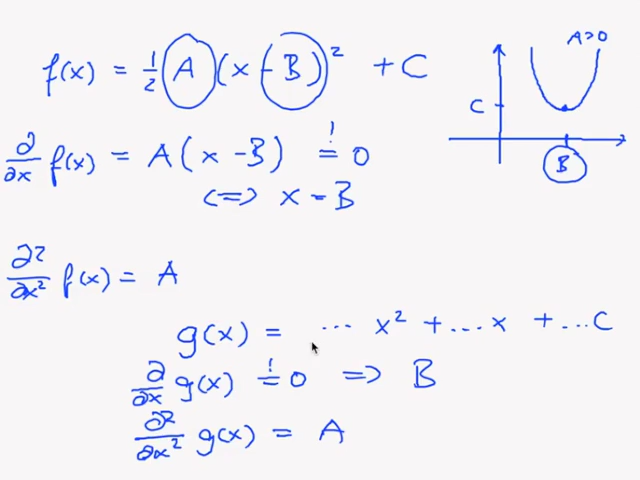 f(x) = 1/2 A (x - B)² + C
A>0
C
B
∂/∂x f(x) = A(x - B) =! 0
<=> x - B
∂²/∂x² f(x) = A
g(x) = ... x² + ... x + ... C
∂/∂x g(x) =! 0 => B
∂²/∂x² g(x) = A